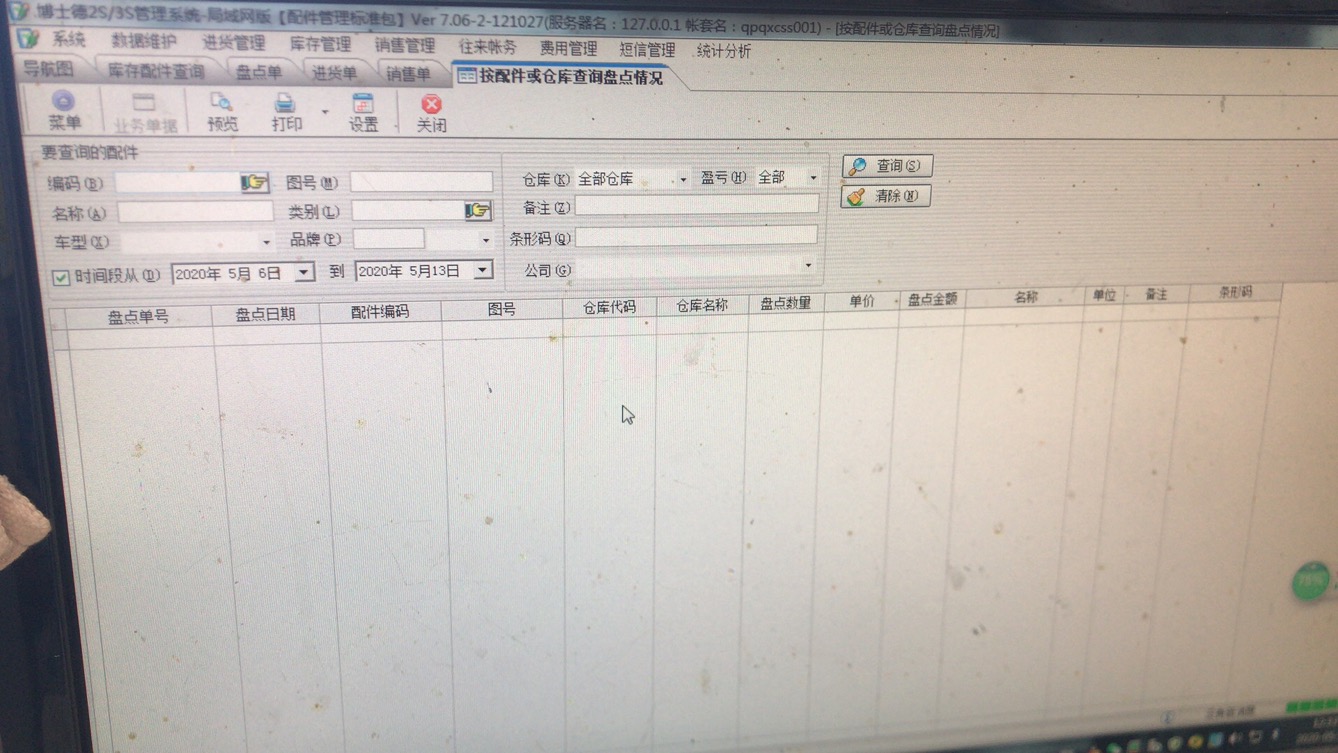 博士德2S/3S管理系统-局域网版【配件管理标准包】Ver 7.06-2-121027(服务器名：127.0.0.1 帐套名：qpqxcss001) - [按配件或仓库查询盘点情况]
系统 数据维护 进货管理 库存管理 销售管理 往来帐务 费用管理 短信管理 统计分析
导航图 库存配件查询 盘点单 进货单 销售单 按配件或仓库查询盘点情况
菜单 业务单据 预览 打印 设置 关闭
要查询的配件
编码(B) 图号(M) 仓库(K) 全部仓库 盈亏(H) 全部 查询(S)
名称(A) 类别(L) 备注(Z) 清除(N)
车型(X) 品牌(P) 条形码(Q)
时间段从(D) 2020年 5月 6日 到 2020年 5月13日 公司(G)
盘点单号 盘点日期 配件编码 图号 仓库代码 仓库名称 盘点数量 单价 盘点金额 名称 单位 备注 条形码